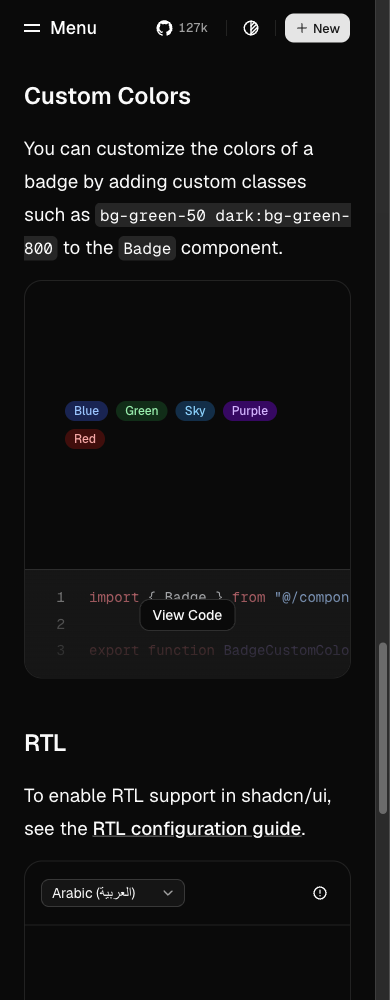 Menu
127k
+ New
Custom Colors
You can customize the colors of a
badge by adding custom classes
such as bg-green-50 dark:bg-green-
800 to the Badge component.
Blue Green Sky Purple
Red
1 import { Badge } from "@/compon
2
View Code
3 export function BadgeCustomColo
RTL
To enable RTL support in shadcn/ui,
see the RTL configuration guide.
Arabic (العربية)